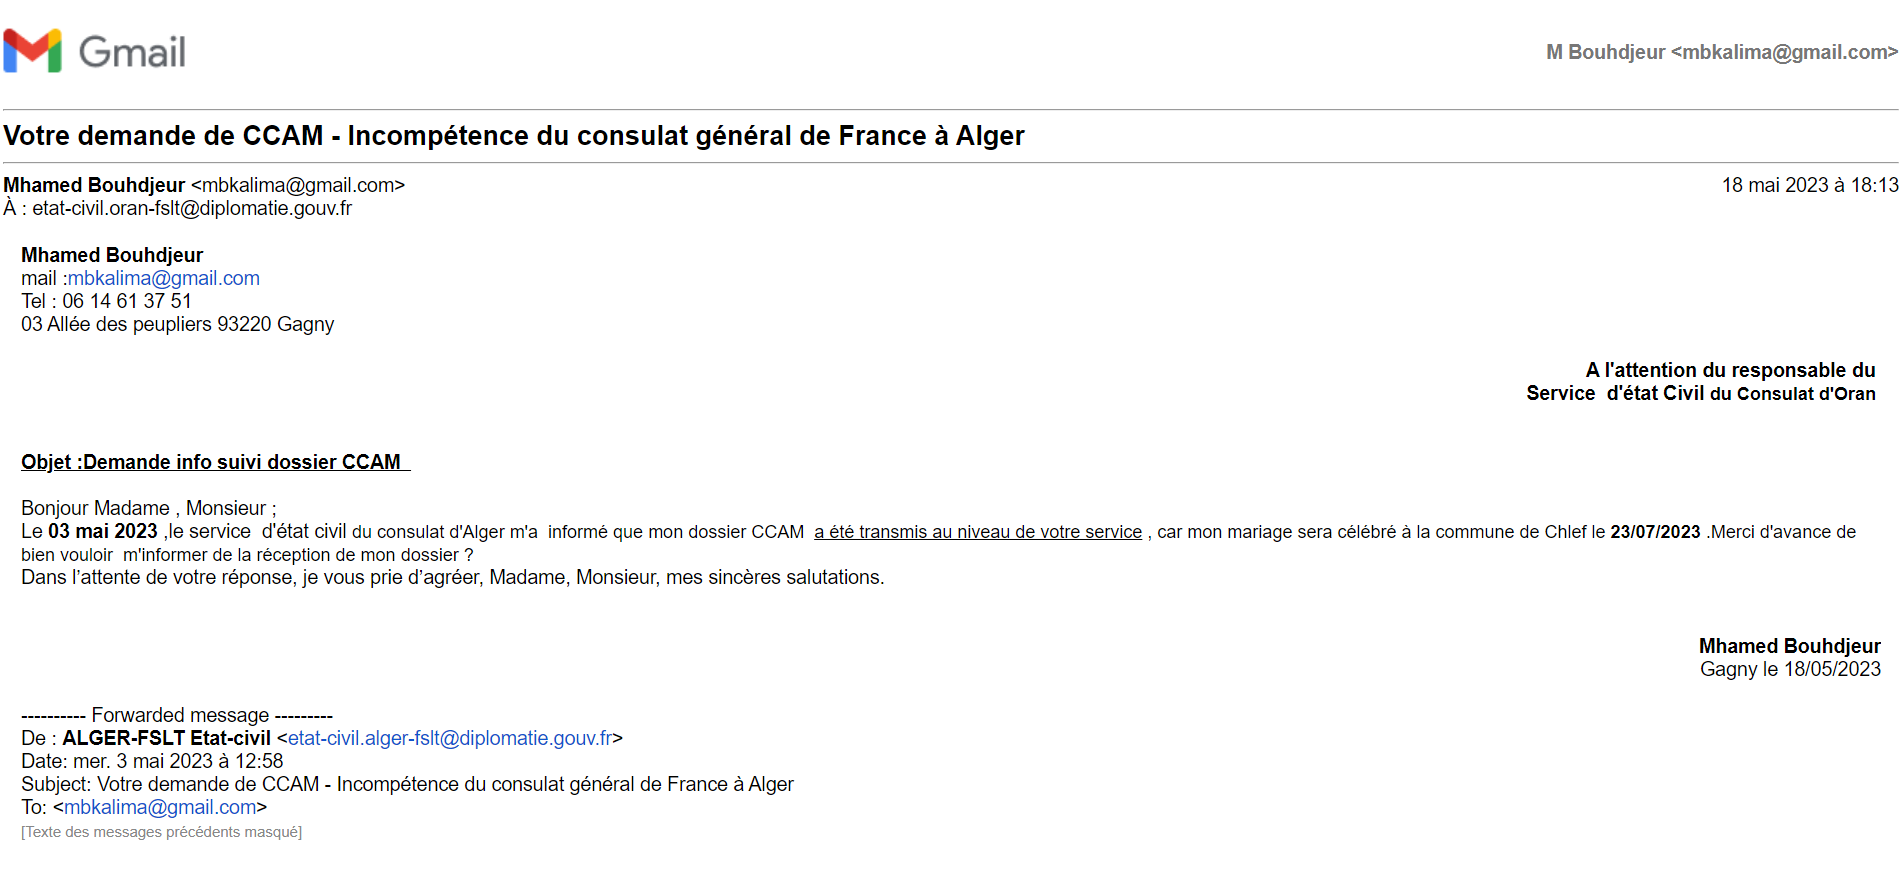 Gmail
M Bouhdjeur <mbkalima@gmail.com>
Votre demande de CCAM - Incompétence du consulat général de France à Alger
Mhamed Bouhdjeur <mbkalima@gmail.com>
18 mai 2023 à 18:13
À : etat-civil.oran-fslt@diplomatie.gouv.fr
Mhamed Bouhdjeur
mail :mbkalima@gmail.com
Tel : 06 14 61 37 51
03 Allée des peupliers 93220 Gagny
A l'attention du responsable du
Service  d'état Civil du Consulat d'Oran
Objet :Demande info suivi dossier CCAM
Bonjour Madame , Monsieur ;
Le 03 mai 2023 ,le service  d'état civil du consulat d'Alger m'a  informé que mon dossier CCAM  a été transmis au niveau de votre service , car mon mariage sera célébré à la commune de Chlef le 23/07/2023 .Merci d'avance de
bien vouloir  m'informer de la réception de mon dossier ?
Dans l’attente de votre réponse, je vous prie d’agréer, Madame, Monsieur, mes sincères salutations.
Mhamed Bouhdjeur
Gagny le 18/05/2023
---------- Forwarded message ---------
De : ALGER-FSLT Etat-civil <etat-civil.alger-fslt@diplomatie.gouv.fr>
Date: mer. 3 mai 2023 à 12:58
Subject: Votre demande de CCAM - Incompétence du consulat général de France à Alger
To: <mbkalima@gmail.com>
[Texte des messages précédents masqué]